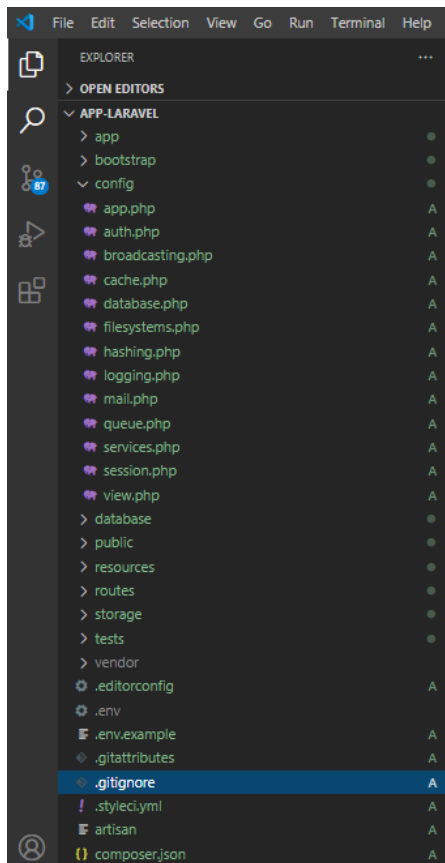 File Edit Selection View Go Run Terminal Help
EXPLORER ...
> OPEN EDITORS
APP-LARAVEL
> app
> bootstrap
config
app.php A
auth.php A
87
broadcasting.php A
cache.php A
database.php A
filesystems.php A
hashing.php A
logging.php A
mail.php A
queue.php A
services.php A
session.php A
view.php A
> database
> public
> resources
> routes
> storage
> tests
> vendor
.editorconfig A
.env
.env.example A
.gitattributes A
.gitignore A
! .styleci.yml A
artisan A
{} composer.json A